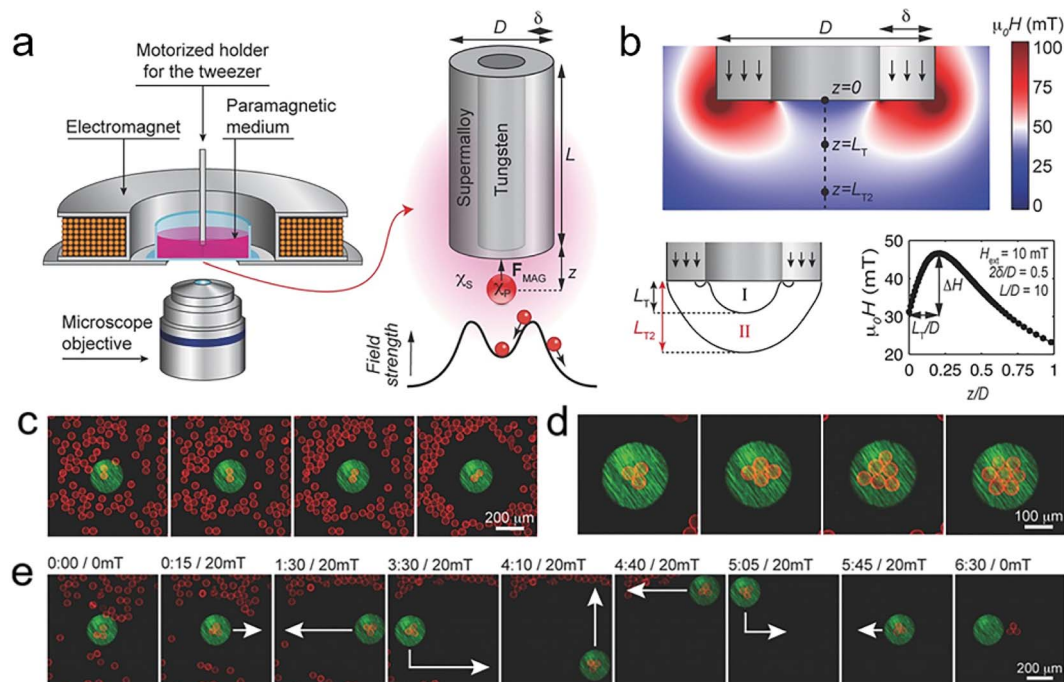 a
Motorized holder
for the tweezer
Paramagnetic
medium
Electromagnet
Microscope
objective
D
δ
Supermalloy
Tungsten
L
F MAG
z
χS
χP
Field
strength
b
μoH (mT)
D
δ
100
75
50
25
0
z=0
z=LT
z=LT2
LT
LT2
I
II
μoH (mT)
50
40
30
20
Hext = 10 mT
2δ/D = 0.5
L/D = 10
ΔH
LT/D
0 0.25 0.5 0.75 1
z/D
c
200 μm
d
100 μm
e
0:00 / 0mT 0:15 / 20mT 1:30 / 20mT 3:30 / 20mT 4:10 / 20mT 4:40 / 20mT 5:05 / 20mT 5:45 / 20mT 6:30 / 0mT
200 μm